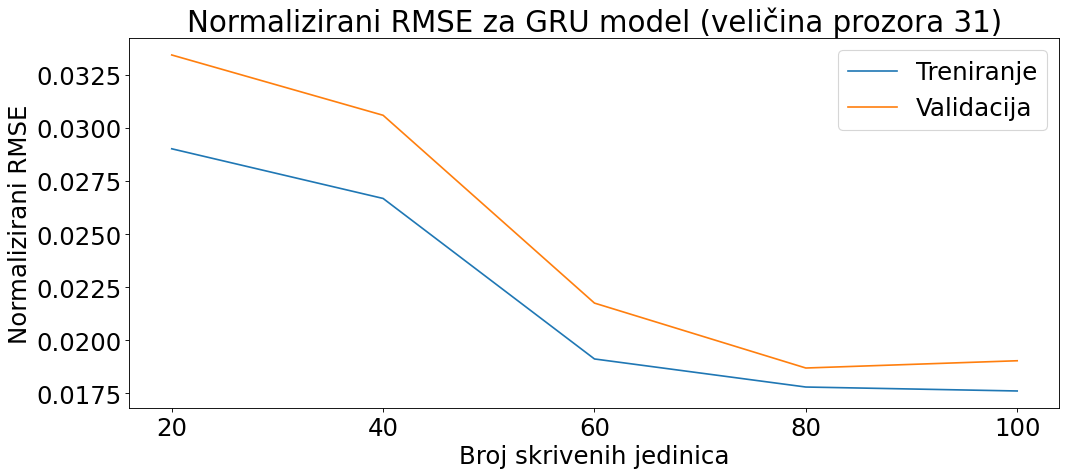 Normalizirani RMSE za GRU model (veličina prozora 31)
Treniranje
Validacija
Normalizirani RMSE
0.0325
0.0300
0.0275
0.0250
0.0225
0.0200
0.0175
20 40 60 80 100
Broj skrivenih jedinica